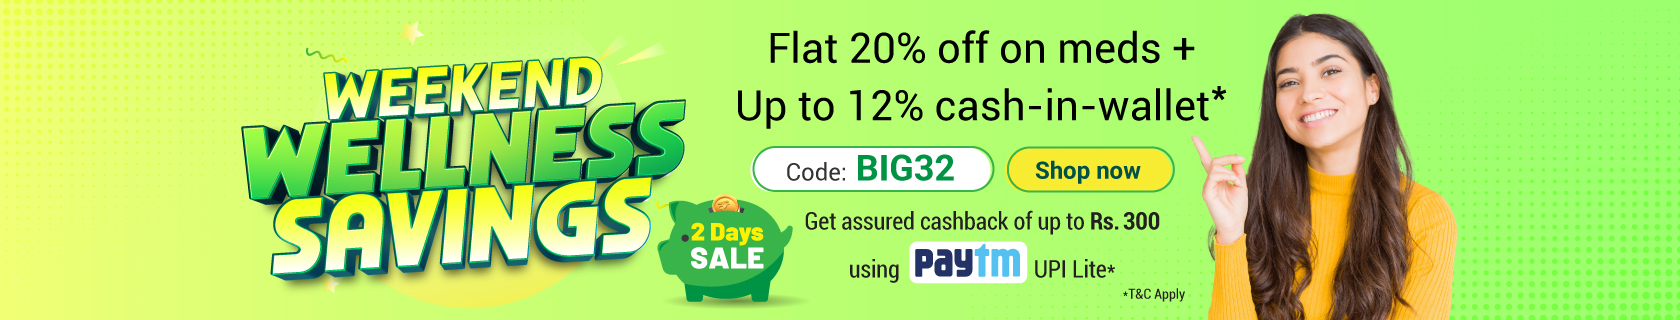 WEEKEND
WELLNESS
SAVINGS
2 Days
SALE
Flat 20% off on meds +
Up to 12% cash-in-wallet*
Code: BIG32
Shop now
Get assured cashback of up to Rs. 300
using paytm UPI Lite*
*T&C Apply